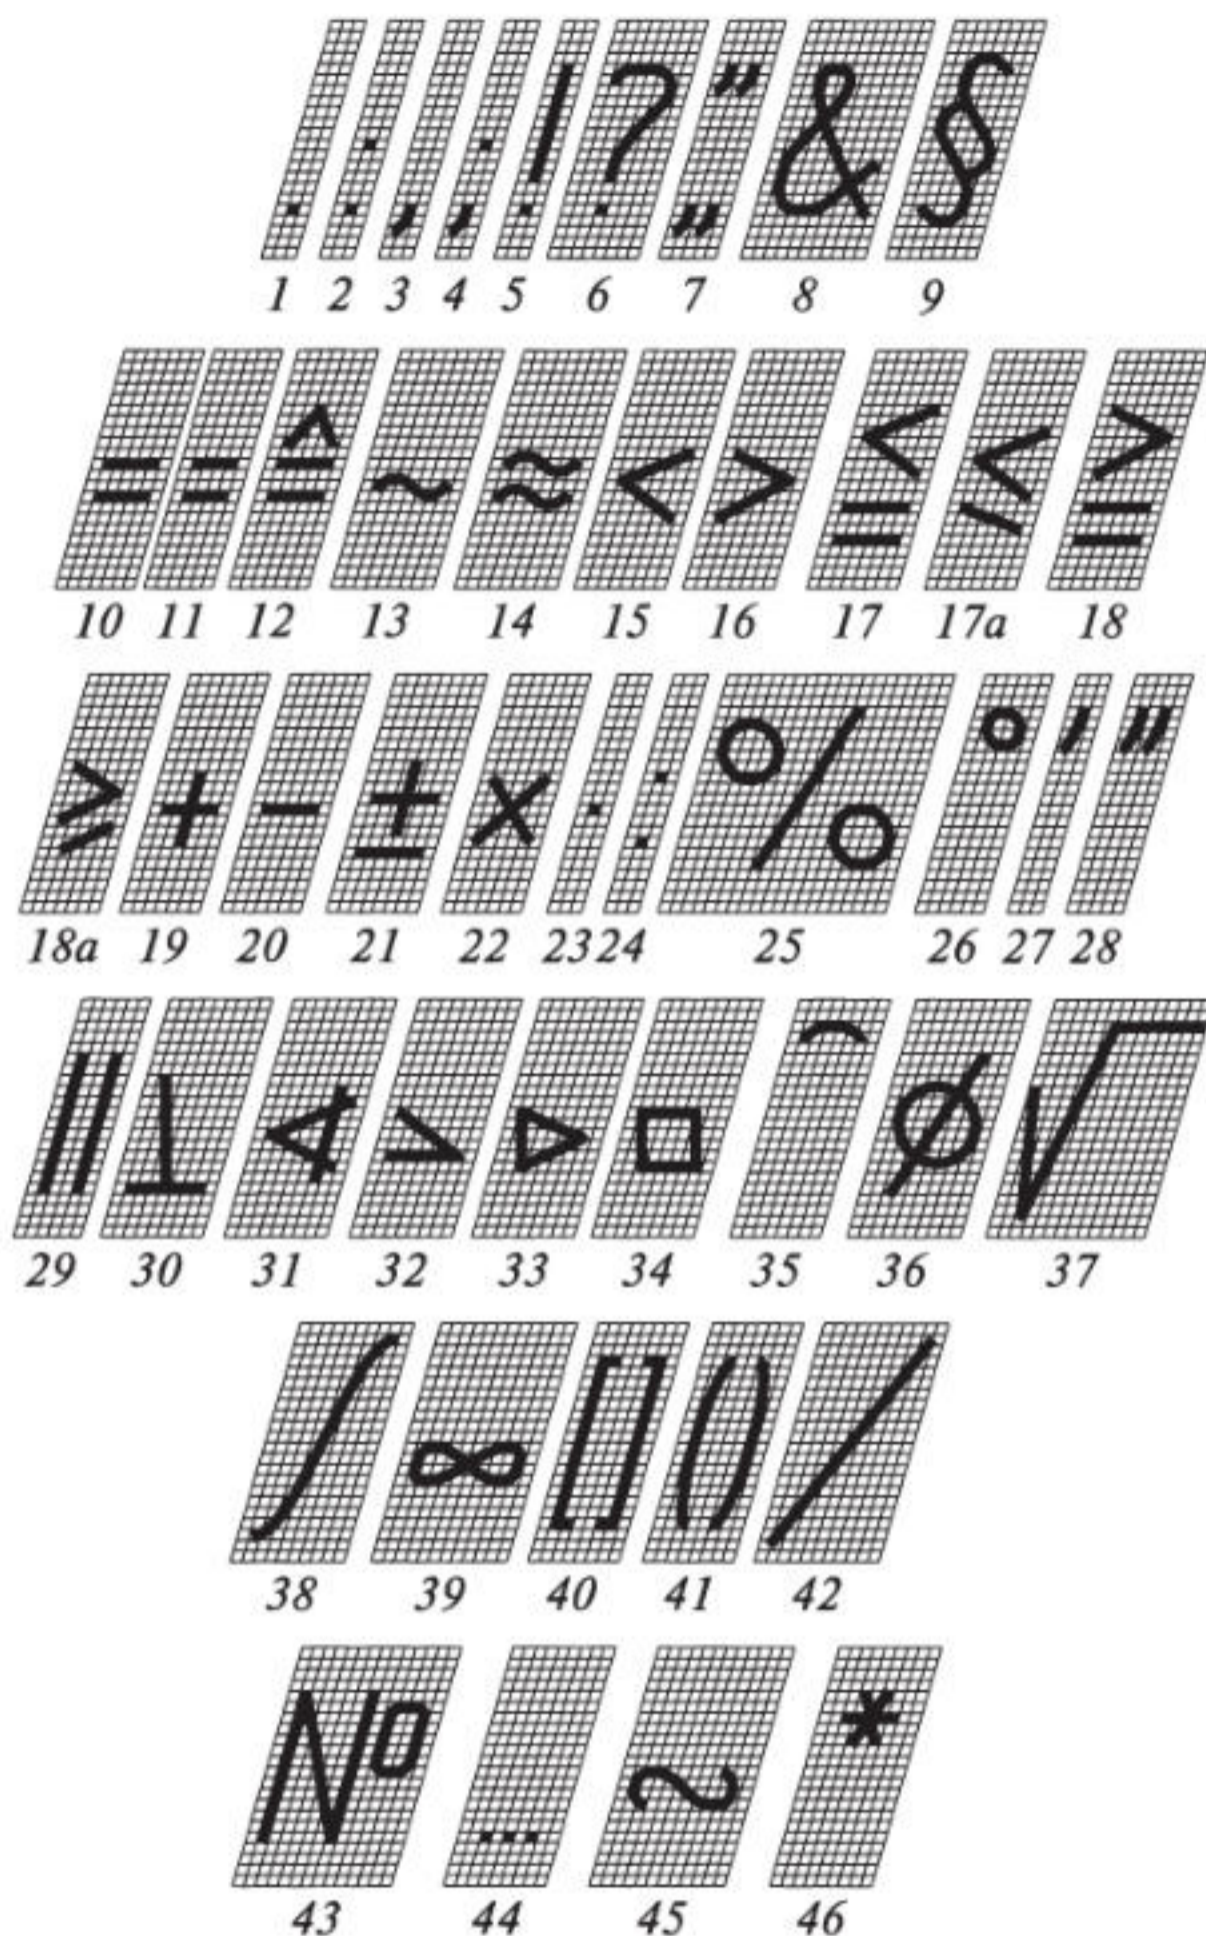 . : , ; ! ? „” & §
1 2 3 4 5 6 7 8 9
= = ≙ ~ ≈ < > ≦ ⩽ ≧
10 11 12 13 14 15 16 17 17a 18
⩾ + − ± × · : % ° ′ ″
18a 19 20 21 22 23 24 25 26 27 28
∥ ⊥ ∢ ∠ ▷ □ ⌒ ⌀ √
29 30 31 32 33 34 35 36 37
∫ ∞ [] () /
38 39 40 41 42
№ ... ~ *
43 44 45 46